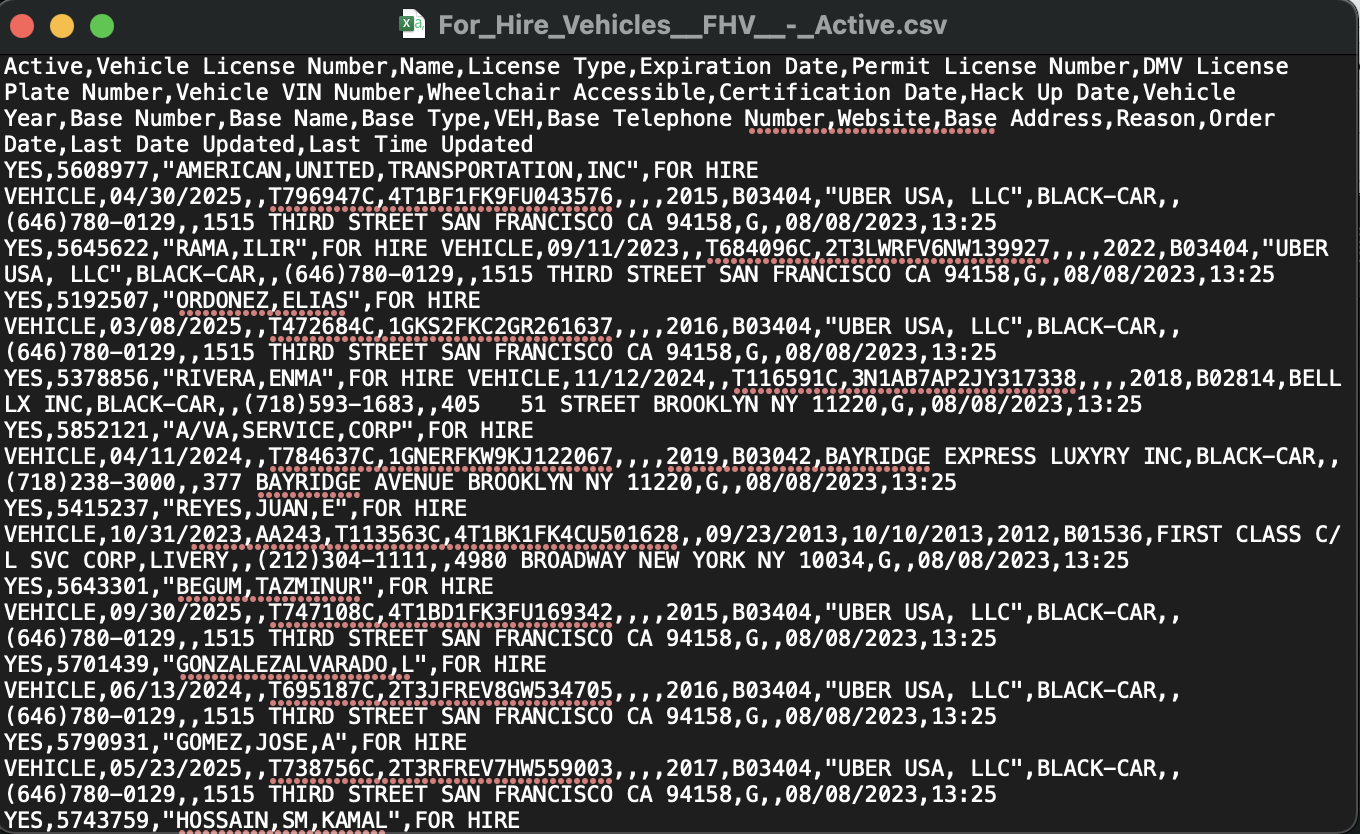 For_Hire_Vehicles__FHV__-_Active.csv
Active,Vehicle License Number,Name,License Type,Expiration Date,Permit License Number,DMV License
Plate Number,Vehicle VIN Number,Wheelchair Accessible,Certification Date,Hack Up Date,Vehicle
Year,Base Number,Base Name,Base Type,VEH,Base Telephone Number,Website,Base Address,Reason,Order
Date,Last Date Updated,Last Time Updated
YES,5608977,"AMERICAN,UNITED,TRANSPORTATION,INC",FOR HIRE
VEHICLE,04/30/2025,,T796947C,4T1BF1FK9FU043576,,,,2015,B03404,"UBER USA, LLC",BLACK-CAR,,
(646)780-0129,,1515 THIRD STREET SAN FRANCISCO CA 94158,G,,08/08/2023,13:25
YES,5645622,"RAMA,ILIR",FOR HIRE VEHICLE,09/11/2023,,T684096C,2T3LWRFV6NW139927,,,,2022,B03404,"UBER
USA, LLC",BLACK-CAR,,(646)780-0129,,1515 THIRD STREET SAN FRANCISCO CA 94158,G,,08/08/2023,13:25
YES,5192507,"ORDONEZ,ELIAS",FOR HIRE
VEHICLE,03/08/2025,,T472684C,1GKS2FKC2GR261637,,,,2016,B03404,"UBER USA, LLC",BLACK-CAR,,
(646)780-0129,,1515 THIRD STREET SAN FRANCISCO CA 94158,G,,08/08/2023,13:25
YES,5378856,"RIVERA,ENMA",FOR HIRE VEHICLE,11/12/2024,,T116591C,3N1AB7AP2JY317338,,,,2018,B02814,BELL
LX INC,BLACK-CAR,,(718)593-1683,,405   51 STREET BROOKLYN NY 11220,G,,08/08/2023,13:25
YES,5852121,"A/VA,SERVICE,CORP",FOR HIRE
VEHICLE,04/11/2024,,T784637C,1GNERFKW9KJ122067,,,,2019,B03042,BAYRIDGE EXPRESS LUXYRY INC,BLACK-CAR,,
(718)238-3000,,377 BAYRIDGE AVENUE BROOKLYN NY 11220,G,,08/08/2023,13:25
YES,5415237,"REYES,JUAN,E",FOR HIRE
VEHICLE,10/31/2023,AA243,T113563C,4T1BK1FK4CU501628,,09/23/2013,10/10/2013,2012,B01536,FIRST CLASS C/
L SVC CORP,LIVERY,,(212)304-1111,,4980 BROADWAY NEW YORK NY 10034,G,,08/08/2023,13:25
YES,5643301,"BEGUM,TAZMINUR",FOR HIRE
VEHICLE,09/30/2025,,T747108C,4T1BD1FK3FU169342,,,,2015,B03404,"UBER USA, LLC",BLACK-CAR,,
(646)780-0129,,1515 THIRD STREET SAN FRANCISCO CA 94158,G,,08/08/2023,13:25
YES,5701439,"GONZALEZALVARADO,L",FOR HIRE
VEHICLE,06/13/2024,,T695187C,2T3JFREV8GW534705,,,,2016,B03404,"UBER USA, LLC",BLACK-CAR,,
(646)780-0129,,1515 THIRD STREET SAN FRANCISCO CA 94158,G,,08/08/2023,13:25
YES,5790931,"GOMEZ,JOSE,A",FOR HIRE
VEHICLE,05/23/2025,,T738756C,2T3RFREV7HW559003,,,,2017,B03404,"UBER USA, LLC",BLACK-CAR,,
(646)780-0129,,1515 THIRD STREET SAN FRANCISCO CA 94158,G,,08/08/2023,13:25
YES,5743759,"HOSSAIN,SM,KAMAL",FOR HIRE